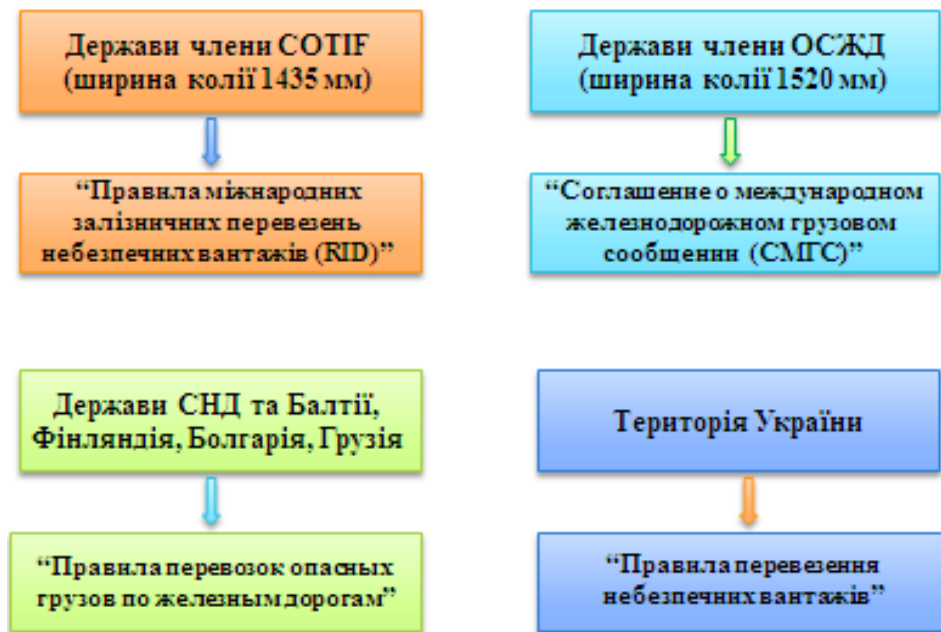 Держави члени COTIF
(ширина колії 1435 мм)
“Правила міжнародних
залізничних перевезень
небезпечних вантажів (RID)”
Держави члени ОСЖД
(ширина колії 1520 мм)
“Соглашение о международном
железнодорожном грузовом
сообщении (СМГС)”
Держави СНД та Балтії,
Фінляндія, Болгарія, Грузія
“Правила перевозок опасных
грузов по железным дорогам”
Територія України
“Правила перевезення
небезпечних вантажів”